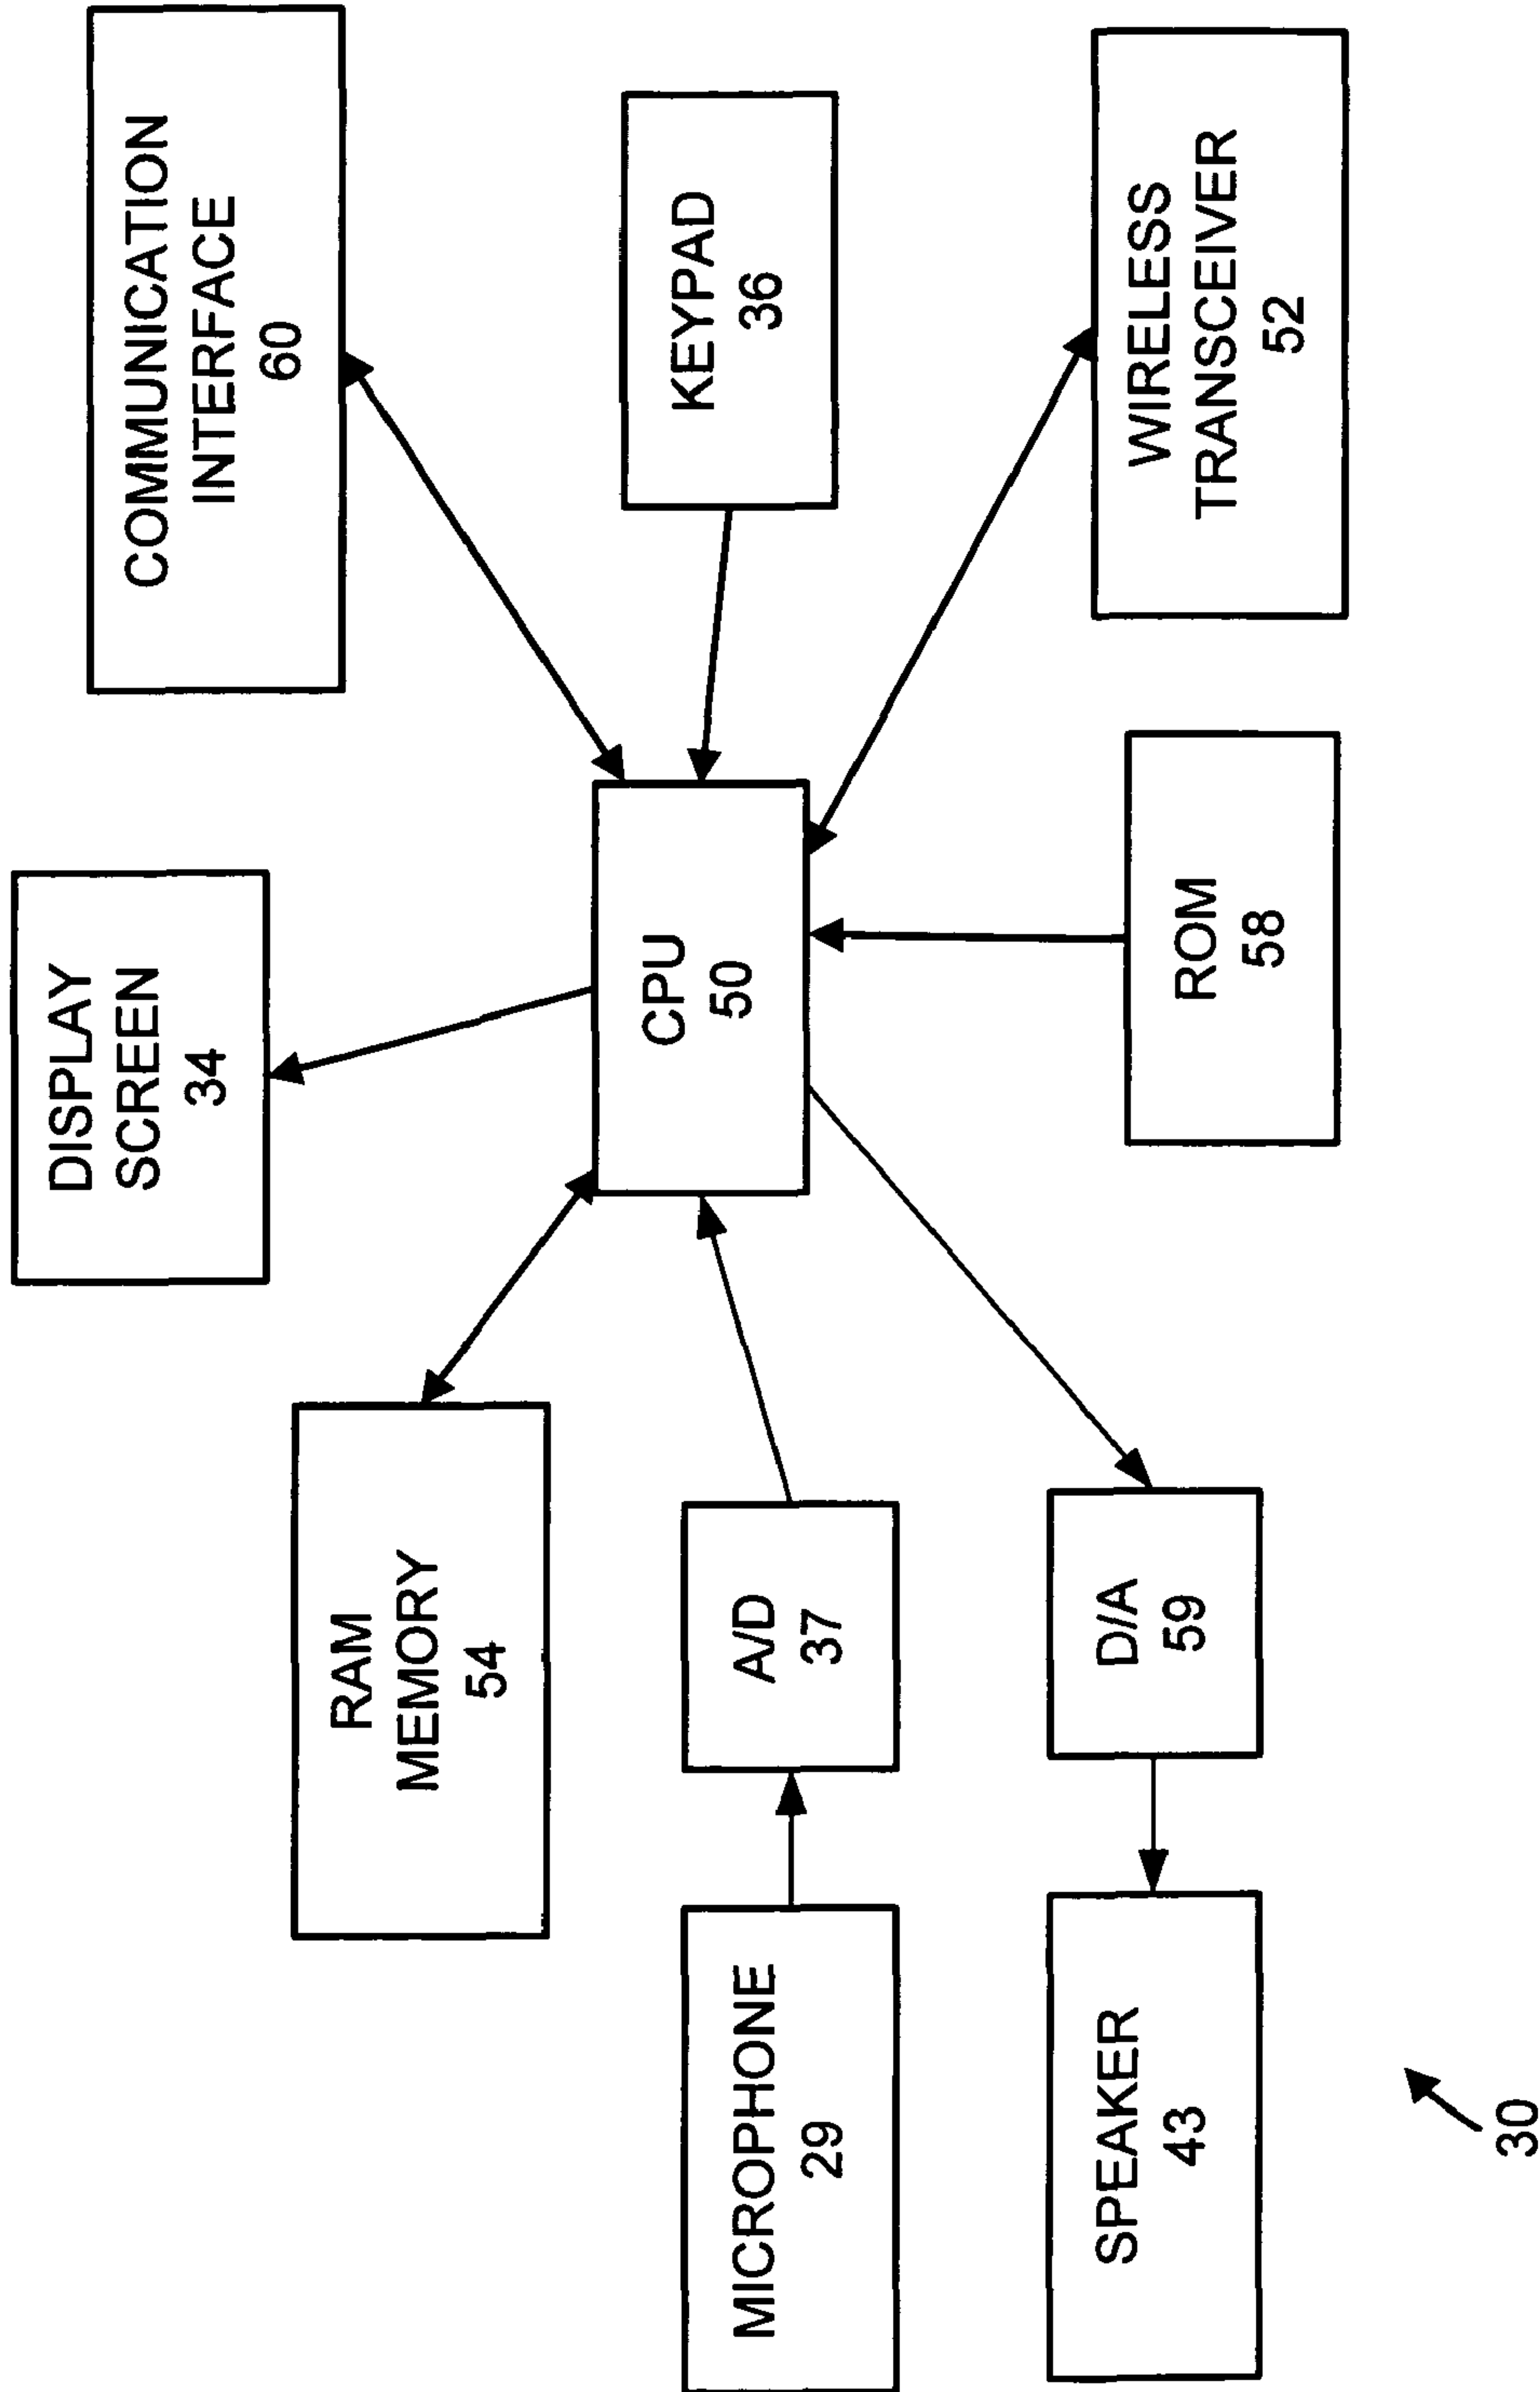 DISPLAY
SCREEN
34
COMMUNICATION
INTERFACE
60
RAM
MEMORY
54
CPU
50
KEYPAD
36
MICROPHONE
29
A/D
37
SPEAKER
43
D/A
59
ROM
58
WIRELESS
TRANSCEIVER
52
30